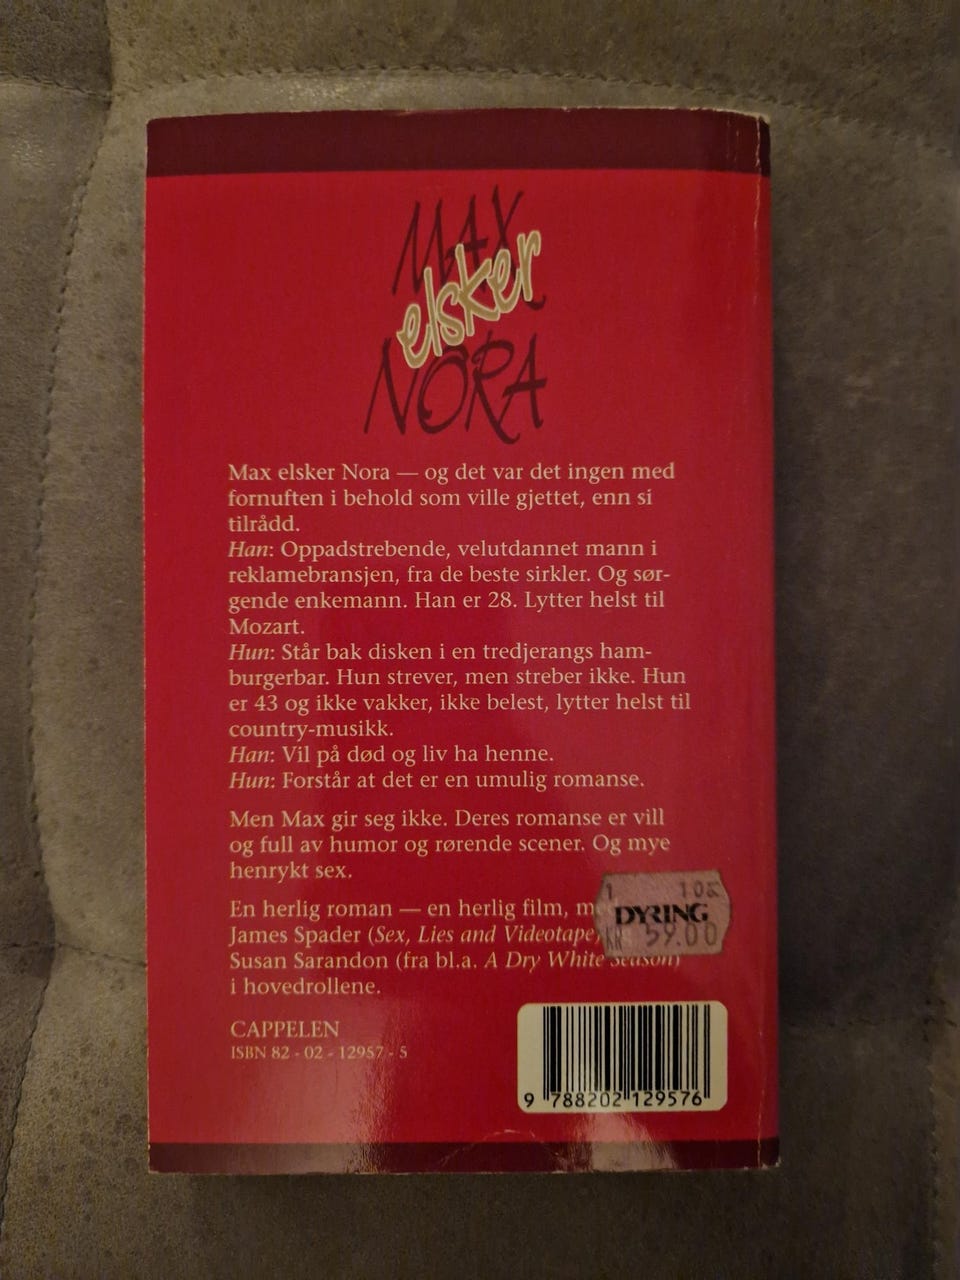 MAX
elsker
NORA
Max elsker Nora — og det var det ingen med
fornuften i behold som ville gjettet, enn si
tilrådd.
Han: Oppadstrebende, velutdannet mann i
reklamebransjen, fra de beste sirkler. Og sør-
gende enkemann. Han er 28. Lytter helst til
Mozart.
Hun: Står bak disken i en tredjerangs ham-
burgerbar. Hun strever, men streber ikke. Hun
er 43 og ikke vakker, ikke belest, lytter helst til
country-musikk.
Han: Vil på død og liv ha henne.
Hun: Forstår at det er en umulig romanse.
Men Max gir seg ikke. Deres romanse er vill
og full av humor og rørende scener. Og mye
henrykt sex.
En herlig roman — en herlig film,
James Spader (Sex, Lies and Videotape)
Susan Sarandon (fra bl.a. A Dry White Season)
i hovedrollene.
1 10
DYRING
KR 59.00
CAPPELEN
ISBN 82 - 02 - 12957 - 5
9 788202 129576